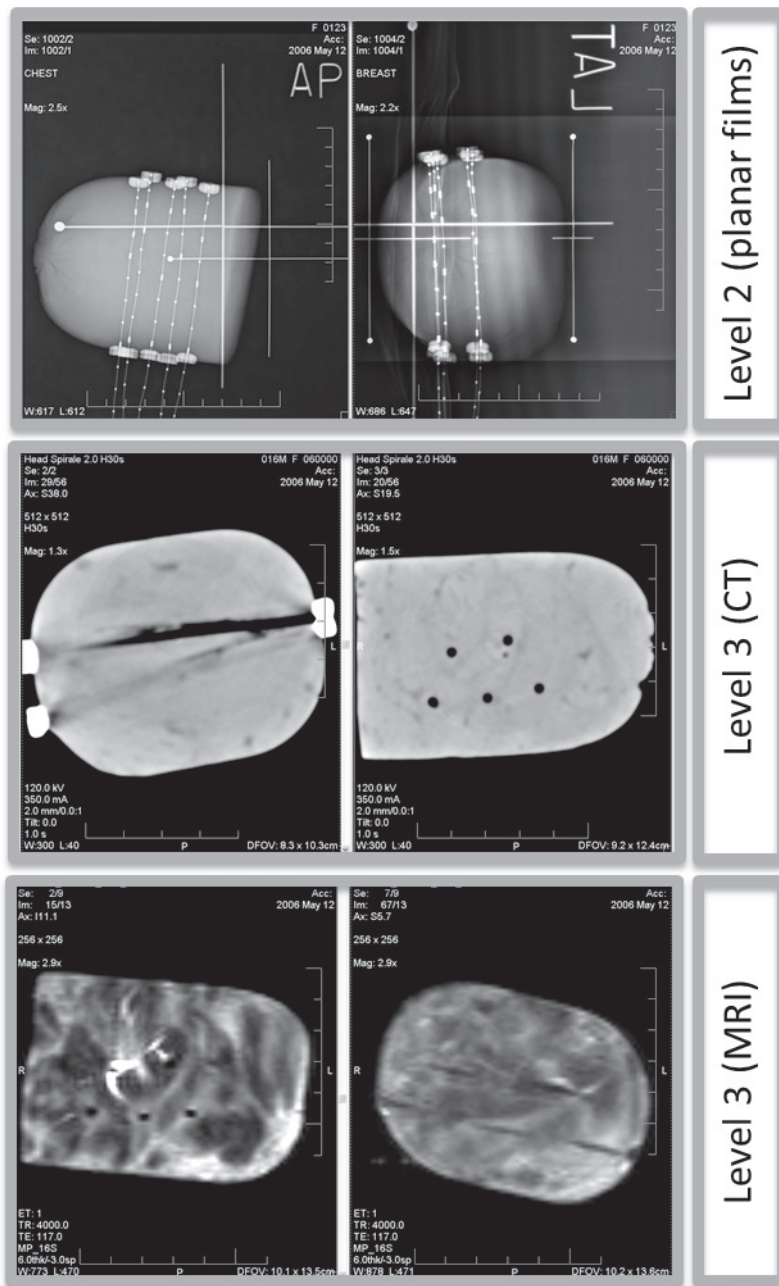 F 0123
Se: 1002/2
Acc:
Im: 1002/1
2006 May 12
CHEST
AP
Mag: 2.5x
W:617 L:612
F 0123
Se: 1004/2
Acc:
Im: 1004/1
2006 May 12
BREAST
TAJ
Mag: 2.2x
W:686 L:647
Level 2 (planar films)
Head Spirale 2.0 H30s
016M F 060000
Se: 2/2
Acc:
Im: 29/56
2006 May 12
Ax: S38.0
512 x 512
H30s
Mag: 1.3x
L
120.0 kV
350.0 mA
2.0 mm/0.0:1
Tilt: 0.0
1.0 s
W:300 L:40
P
DFOV: 8.3 x 10.3cm
Head Spirale 2.0 H30s
016M F 060000
Se: 3/3
Acc:
Im: 20/56
2006 May 12
Ax: S19.5
512 x 512
H30s
Mag: 1.5x
R
L
120.0 kV
350.0 mA
2.0 mm/0.0:1
Tilt: 0.0
1.0 s
W:300 L:40
P
DFOV: 9.2 x 12.4cm
Level 3 (CT)
Se: 2/9
Acc:
Im: 15/13
2006 May 12
Ax: I11.1
256 x 256
Mag: 2.9x
R
L
ET: 1
TR: 4000.0
TE: 117.0
MP_16S
6.0thk/-3.0sp
W:773 L:470
P
DFOV: 10.1 x 13.5cm
Se: 7/9
Acc:
Im: 67/13
2006 May 12
Ax: S5.7
256 x 256
Mag: 2.9x
R
L
ET: 1
TR: 4000.0
TE: 117.0
MP_16S
6.0thk/-3.0sp
W:878 L:471
P
DFOV: 10.2 x 13.6cm
Level 3 (MRI)